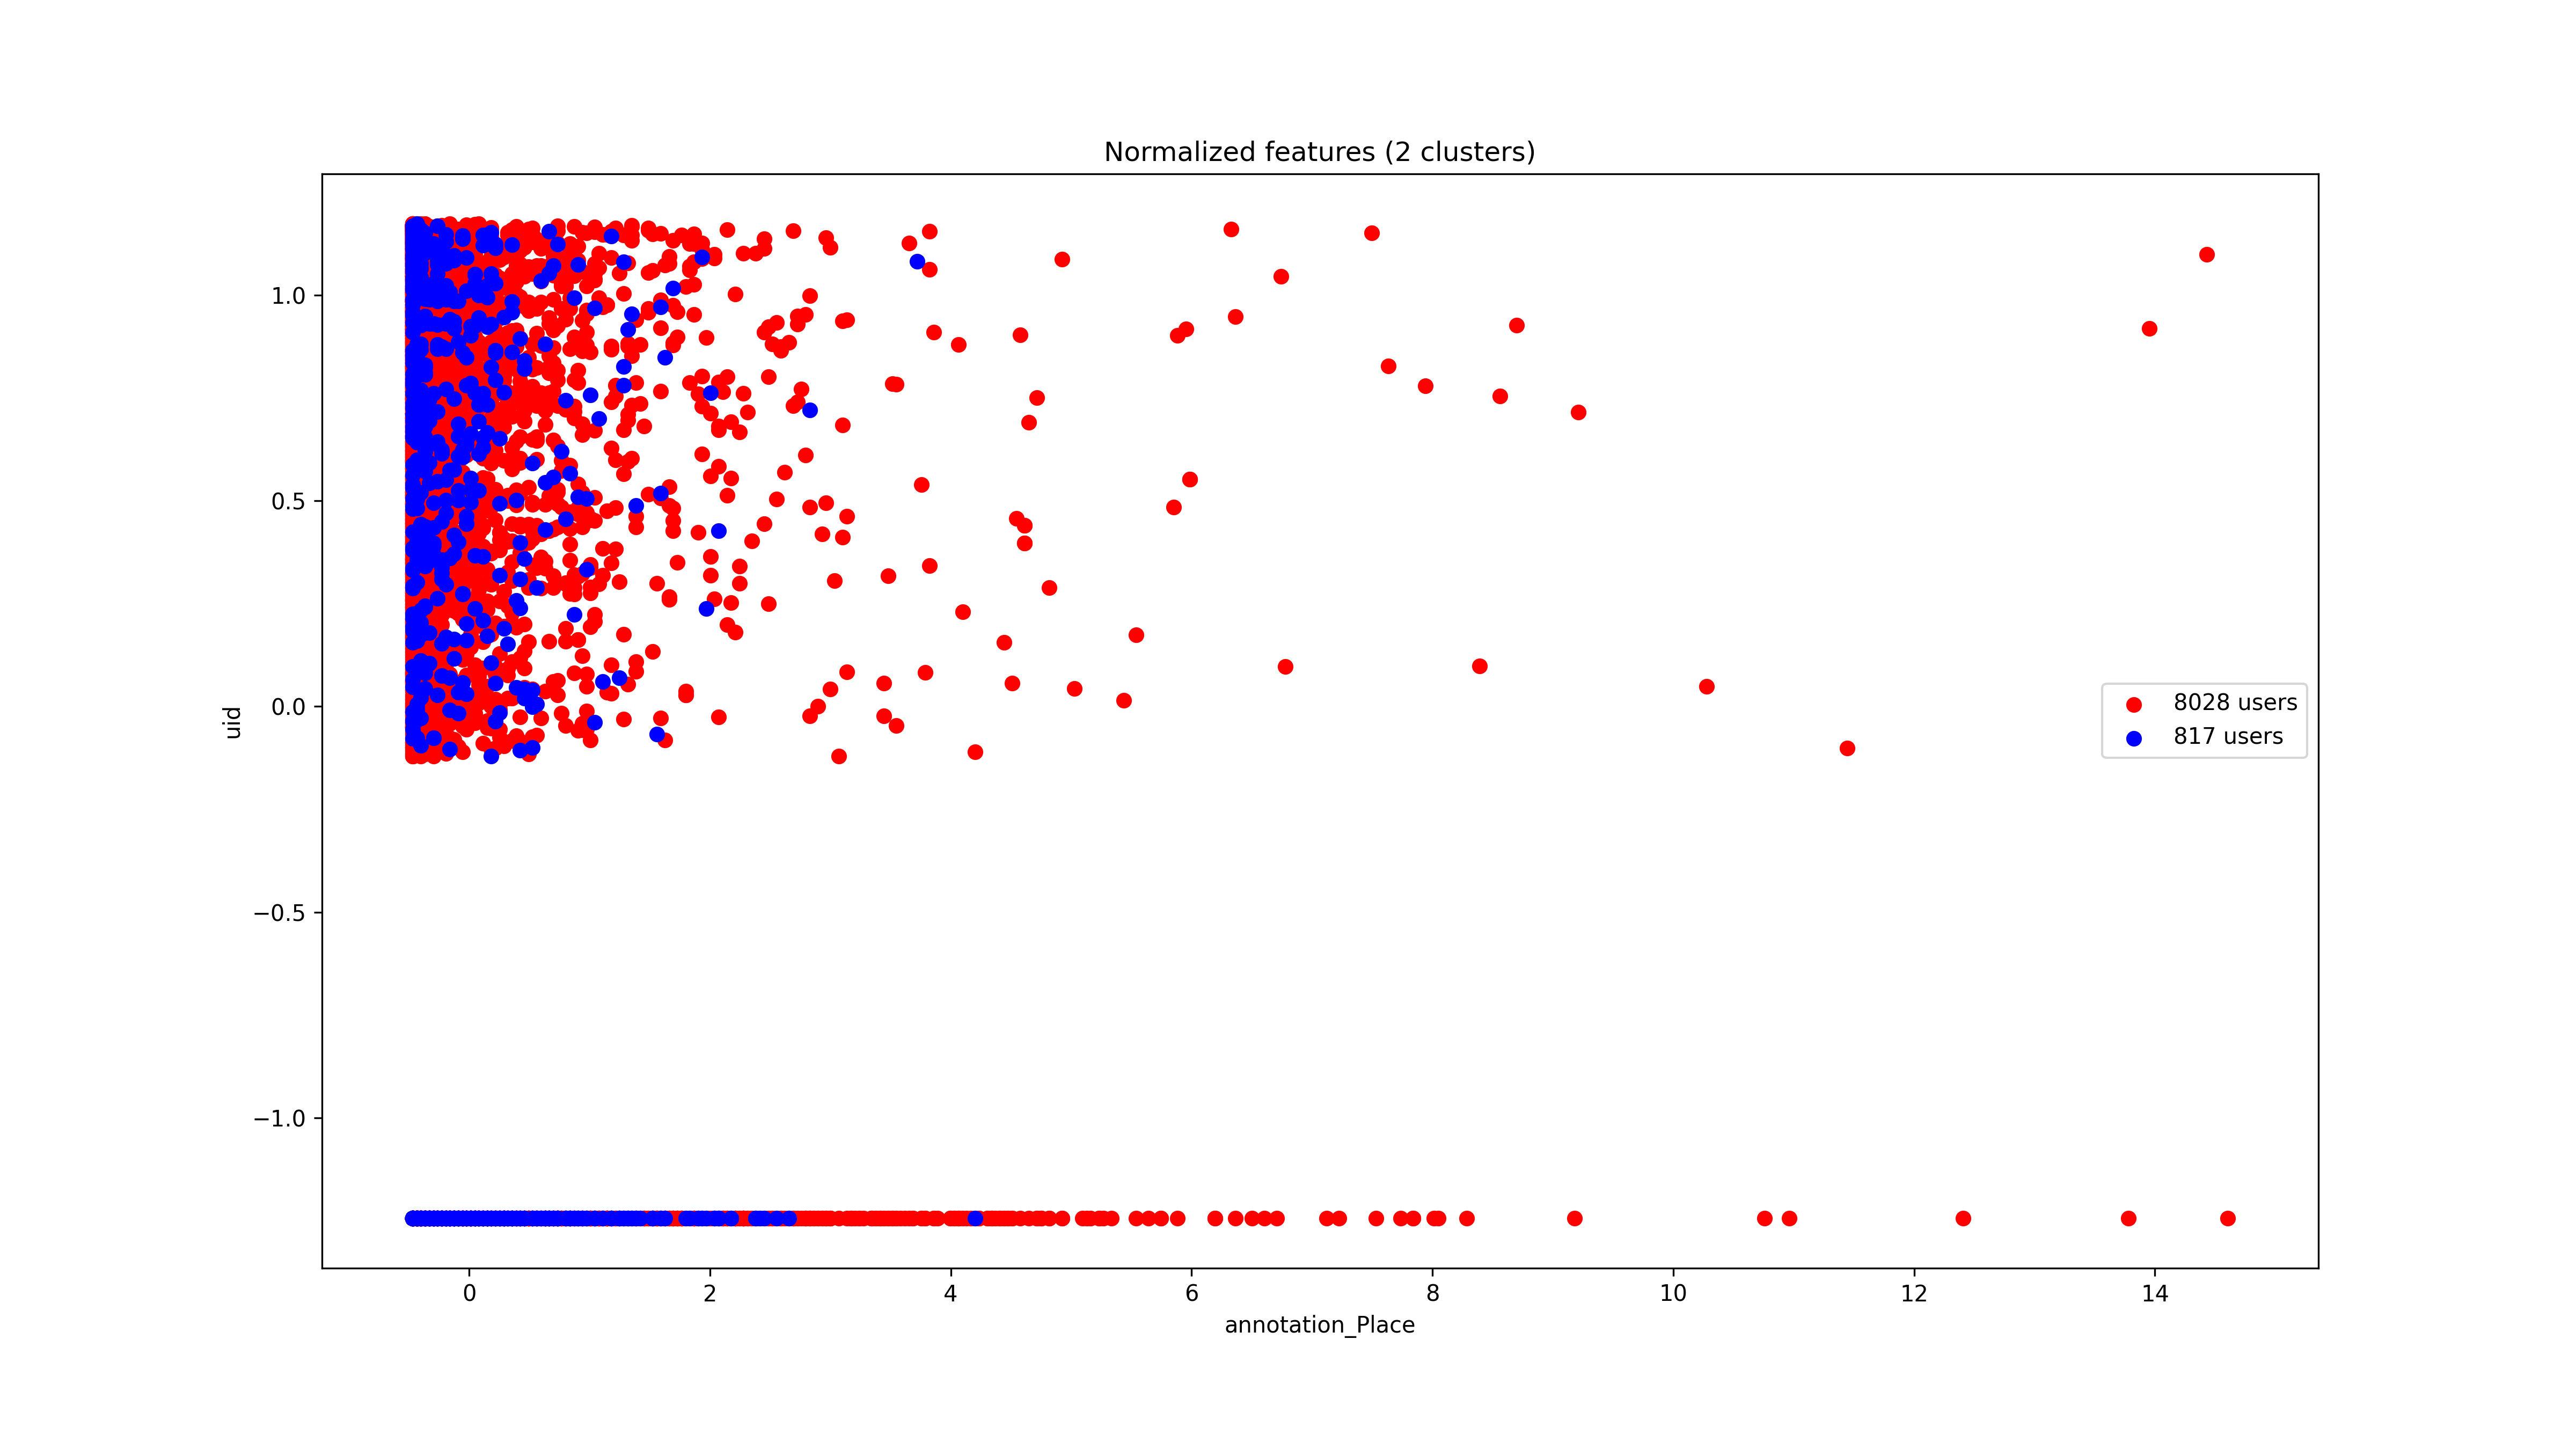 Normalized features (2 clusters)
1.0
0.5
0.0
−0.5
−1.0
uid
8028 users
817 users
0 2 4 6 8 10 12 14
annotation_Place